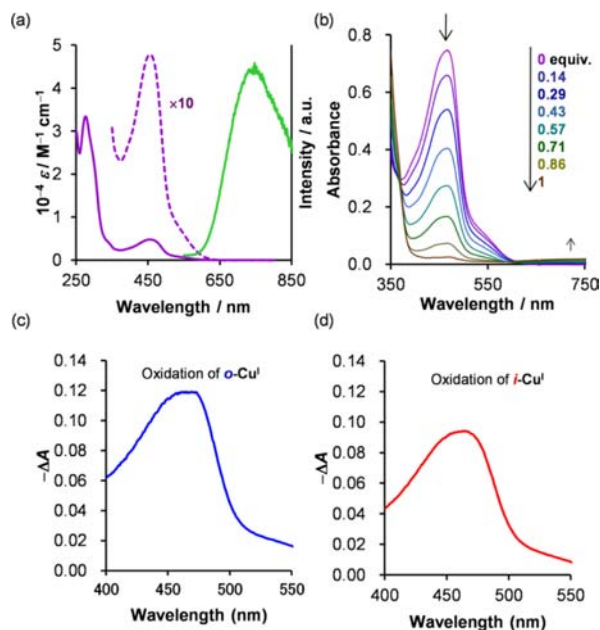 (a)
5
4
3
2
1
0
10⁻⁴ ε / M⁻¹ cm⁻¹
×10
Intensity / a.u.
250 450 650 850
Wavelength / nm
(b)
0.8
0.6
0.4
0.2
0.0
Absorbance
0 equiv.
0.14
0.29
0.43
0.57
0.71
0.86
1
350 550 750
Wavelength / nm
(c)
0.14
0.12
0.10
0.08
0.06
0.04
0.02
0.00
−ΔA
Oxidation of o-Cuᴵ
400 450 500 550
Wavelength (nm)
(d)
0.14
0.12
0.10
0.08
0.06
0.04
0.02
0.00
−ΔA
Oxidation of i-Cuᴵ
400 450 500 550
Wavelength (nm)